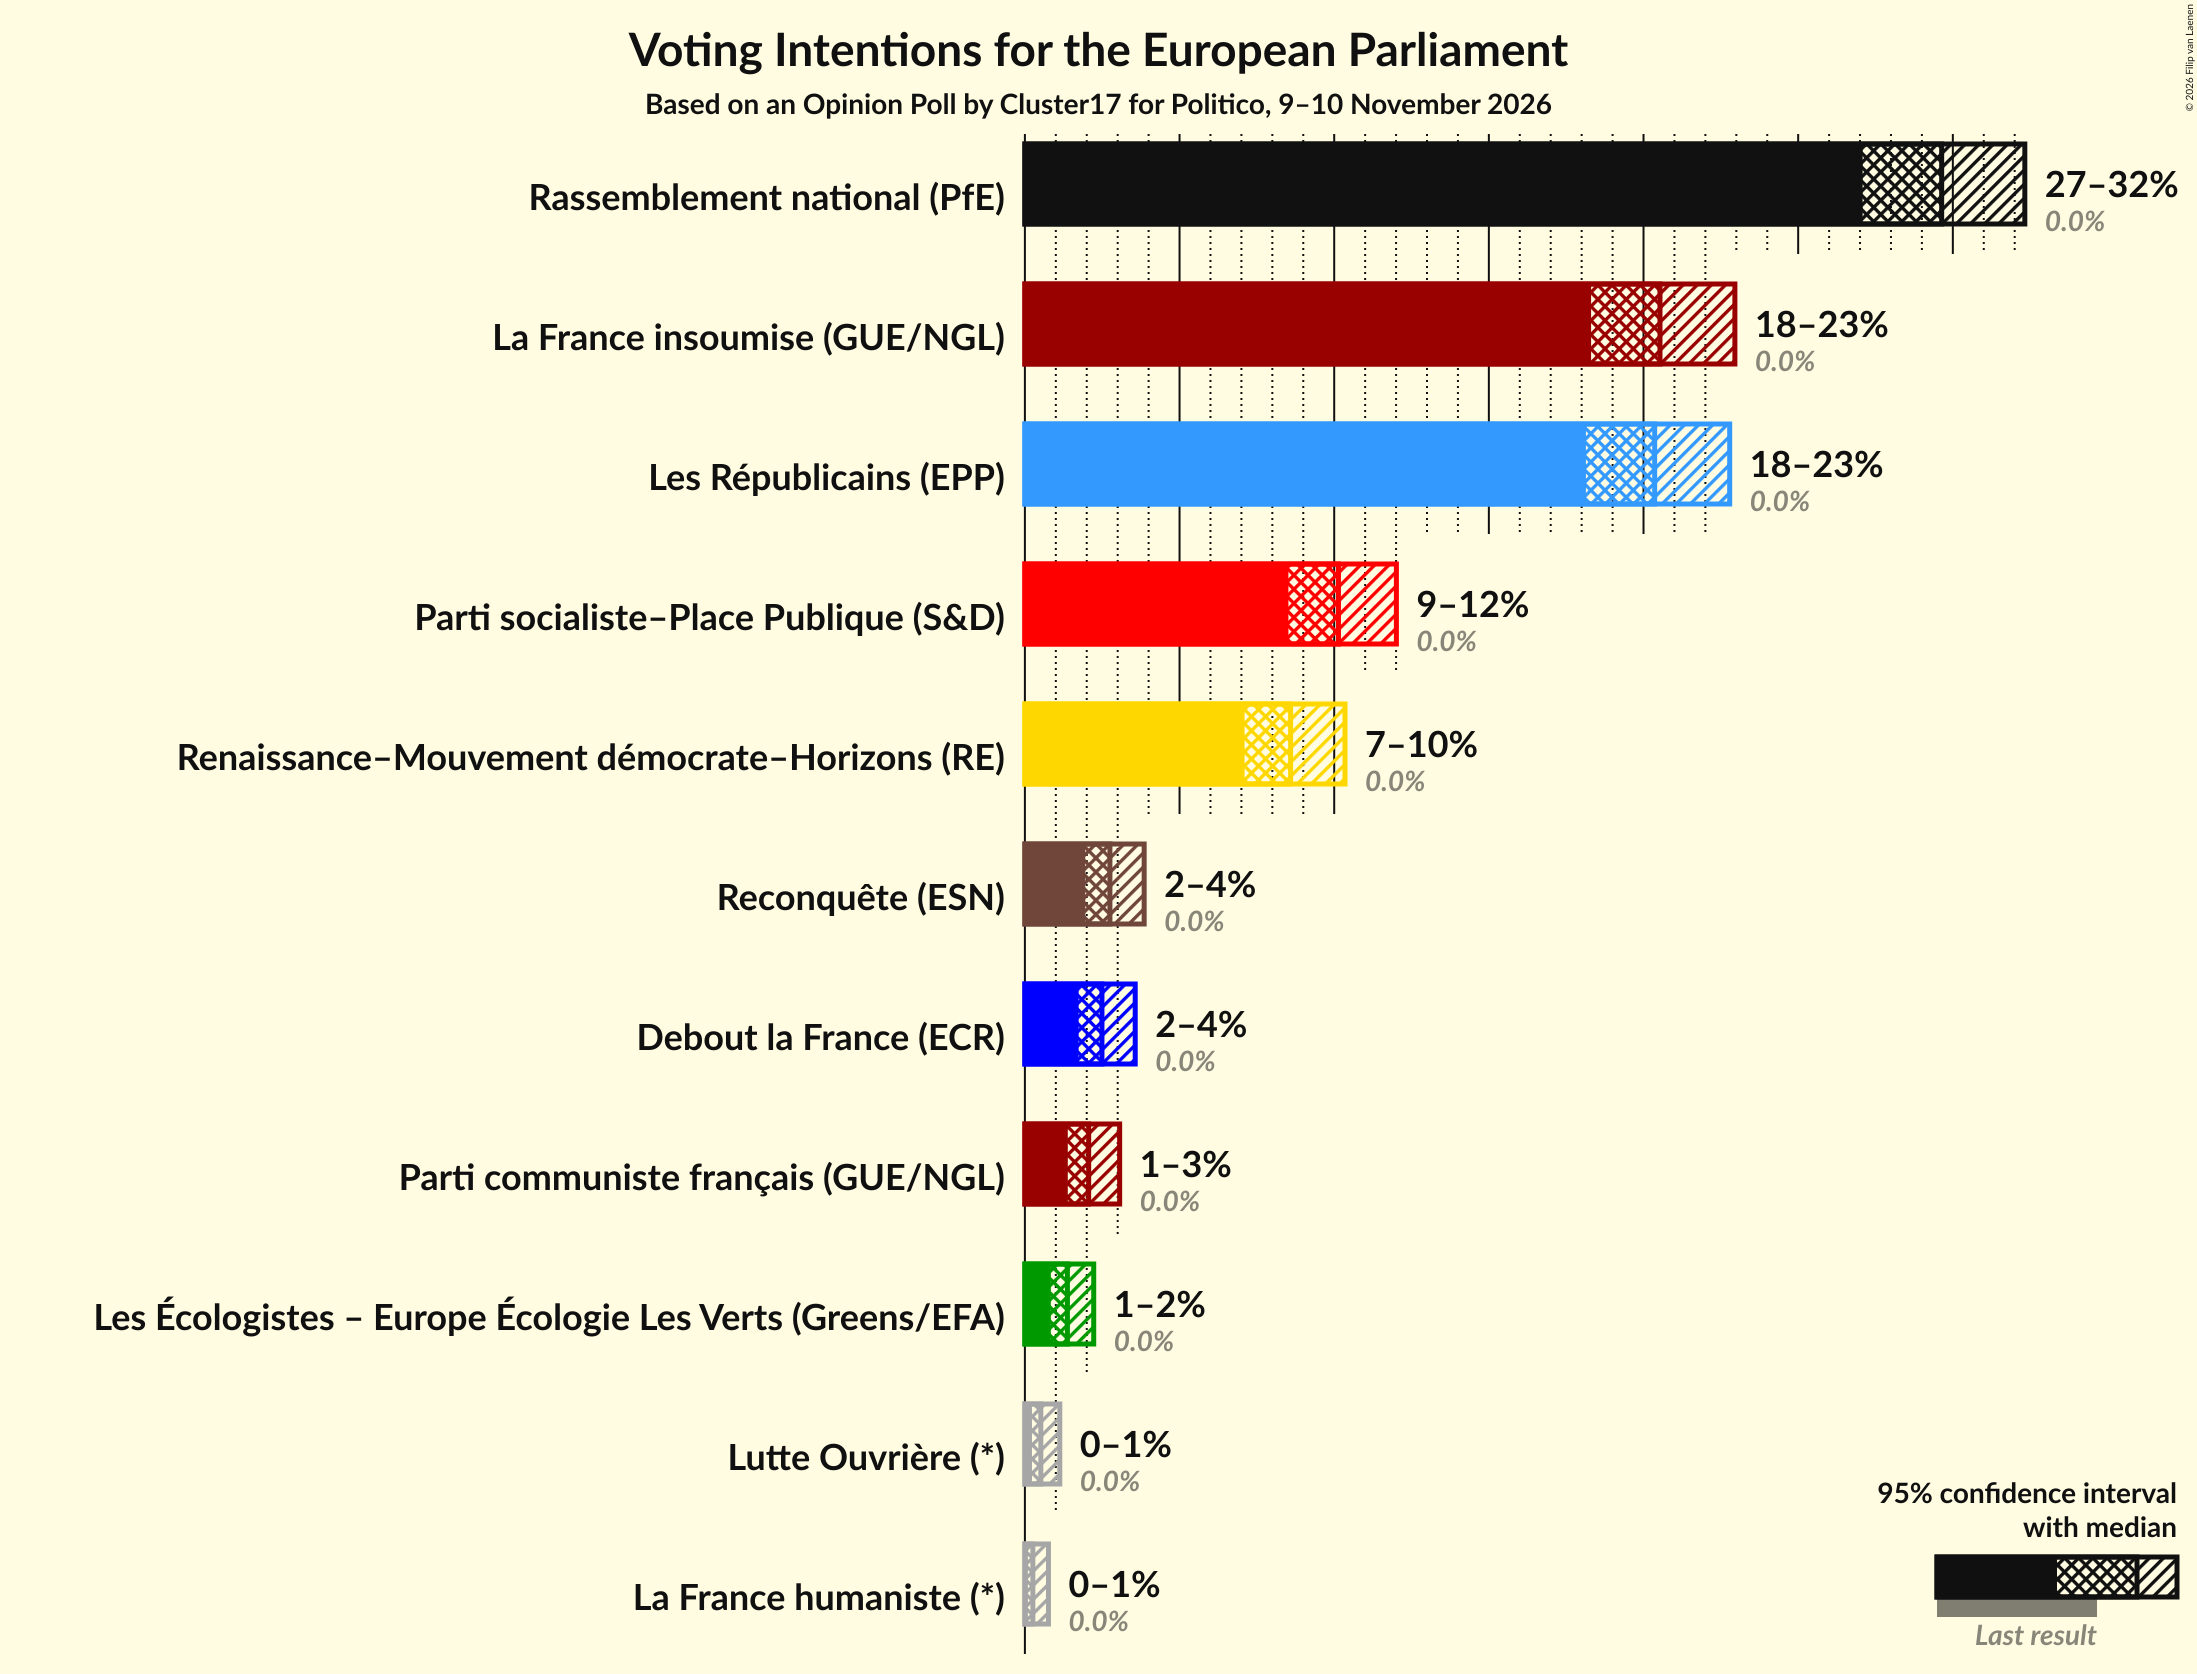 Voting Intentions for the European Parliament
Based on an Opinion Poll by Cluster17 for Politico, 9–10 November 2026
© 2026 Filip van Laenen
Rassemblement national (PfE)
27–32%
0.0%
La France insoumise (GUE/NGL)
18–23%
0.0%
Les Républicains (EPP)
18–23%
0.0%
Parti socialiste–Place Publique (S&D)
9–12%
0.0%
Renaissance–Mouvement démocrate–Horizons (RE)
7–10%
0.0%
Reconquête (ESN)
2–4%
0.0%
Debout la France (ECR)
2–4%
0.0%
Parti communiste français (GUE/NGL)
1–3%
0.0%
Les Écologistes – Europe Écologie Les Verts (Greens/EFA)
1–2%
0.0%
Lutte Ouvrière (*)
0–1%
0.0%
La France humaniste (*)
0–1%
0.0%
95% confidence interval
with median
Last result